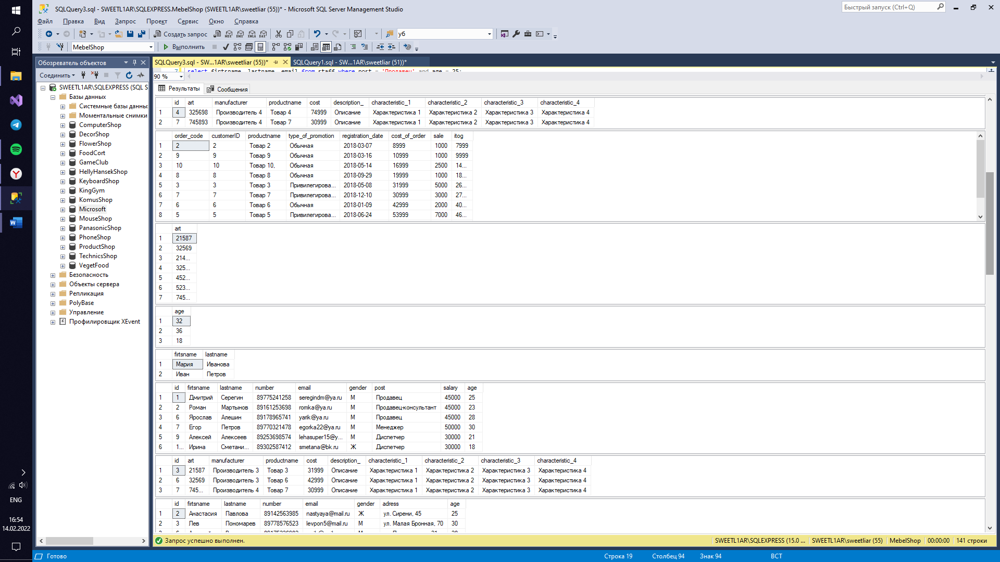 SQLQuery3.sql - SWEETL1AR\SQLEXPRESS.MebelShop (SWEETL1AR\sweetliar (55))* - Microsoft SQL Server Management Studio
Быстрый запуск (Ctrl+Q)
Файл Правка Вид Запрос Проект Сервис Окно Справка
Создать запрос MDX DMX XMLA DAX уб
MebelShop Выполнить
Обозреватель объектов
Соединить
SWEETL1AR\SQLEXPRESS (SQL S
Базы данных
Системные базы данны
Моментальные снимки
ComputerShop
DecorShop
FlowerShop
FoodCort
GameClub
HellyHansekShop
KeyboardShop
KingGym
KomusShop
Microsoft
MouseShop
PanasonicShop
PhoneShop
ProductShop
TechnicsShop
VegetFood
Безопасность
Объекты сервера
Репликация
PolyBase
Управление
Профилировщик XEvent
SQLQuery3.sql - SW...1AR\sweetliar (55))* SQLQuery1.sql - SW...1AR\sweetliar (51))*
7 select firtsname, lastname, email from staff where post = 'Продавец' and age = 25;
90 %
Результаты Сообщения
id art manufacturer productname cost description_ characteristic_1 characteristic_2 characteristic_3 characteristic_4
1 4 325698 Производитель 4 Товар 4 74999 Описание Характеристика 1 Характеристика 2 Характеристика 3 Характеристика 4
2 7 745893 Производитель 4 Товар 7 30999 Описание Характеристика 1 Характеристика 2 Характеристика 3 Характеристика 4
order_code customerID productname type_of_promotion registration_date cost_of_order sale itog
1 2 2 Товар 2 Обычная 2018-03-07 8999 1000 7999
2 9 9 Товар 9 Обычная 2018-03-16 10999 1000 9999
3 10 10 Товар 10, Обычная 2018-05-14 16999 2500 14...
4 8 8 Товар 8 Обычная 2018-09-29 19999 1000 18...
5 3 3 Товар 3 Привилегирова... 2018-05-08 31999 5000 26...
6 7 7 Товар 7 Привилегирова... 2018-12-10 30999 3000 27...
7 6 6 Товар 6 Обычная 2018-01-09 42999 2000 40...
8 5 5 Товар 5 Привилегирова... 2018-06-24 53999 7000 46...
art
1 21587
2 32569
3 214...
4 325...
5 452...
6 523...
7 745...
age
1 32
2 36
3 18
firtsname lastname
1 Мария Иванова
2 Иван Петров
id firtsname lastname number email gender post salary age
1 1 Дмитрий Серегин 89775241258 seregindm@ya.ru М Продавец 45000 25
2 2 Роман Мартынов 89161253698 romka@ya.ru М Продавец-консультант 45000 23
3 6 Ярослав Алешин 89178965741 yarik@ya.ru М Продавец 45000 28
4 7 Егор Петров 89770321478 egorka22@ya.ru М Менеджер 50000 30
5 9 Алексей Алексеев 89253698574 lehasuper15@y... М Диспетчер 30000 21
6 1... Ирина Сметани... 89302587412 smetana@bk.ru Ж Диспетчер 30000 18
id art manufacturer productname cost description_ characteristic_1 characteristic_2 characteristic_3 characteristic_4
1 3 21587 Производитель 3 Товар 3 31999 Описание Характеристика 1 Характеристика 2 Характеристика 3 Характеристика 4
2 6 32569 Производитель 3 Товар 6 42999 Описание Характеристика 1 Характеристика 2 Характеристика 3 Характеристика 4
3 7 745... Производитель 4 Товар 7 30999 Описание Характеристика 1 Характеристика 2 Характеристика 3 Характеристика 4
id firtsname lastname number email gender adress age
1 2 Анастасия Павлова 89142563985 nastyaya@mail.ru Ж ул. Сирени, 45 25
2 3 Лев Пономарев 89778576523 levpon5@mail.ru М ул. Малая Бронная, 70 30
Запрос успешно выполнен. SWEETL1AR\SQLEXPRESS (15.0 ... SWEETL1AR\sweetliar (55) MebelShop 00:00:00 141 строки
Готово Строка 19 Столбец 94 Знак 94 ВСТ
ENG
16:54
14.02.2022